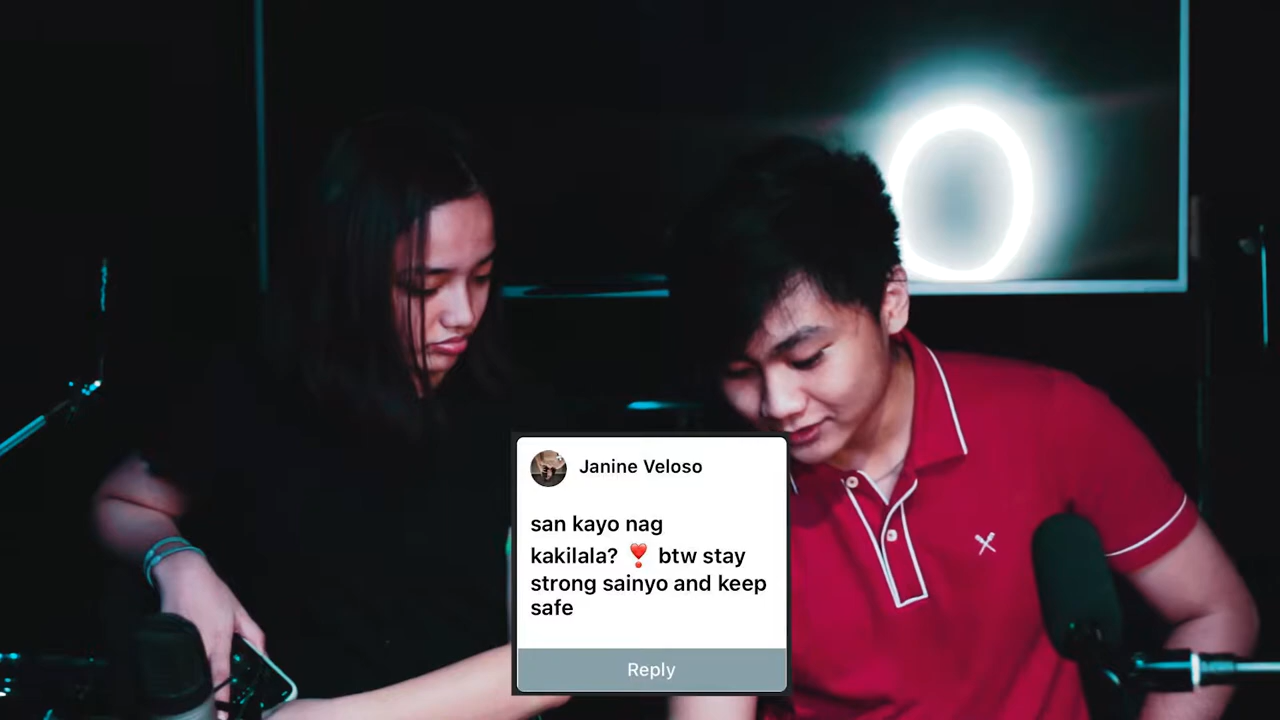 Janine Veloso
san kayo nag
kakilala? ❣️ btw stay
strong sainyo and keep
safe
Reply